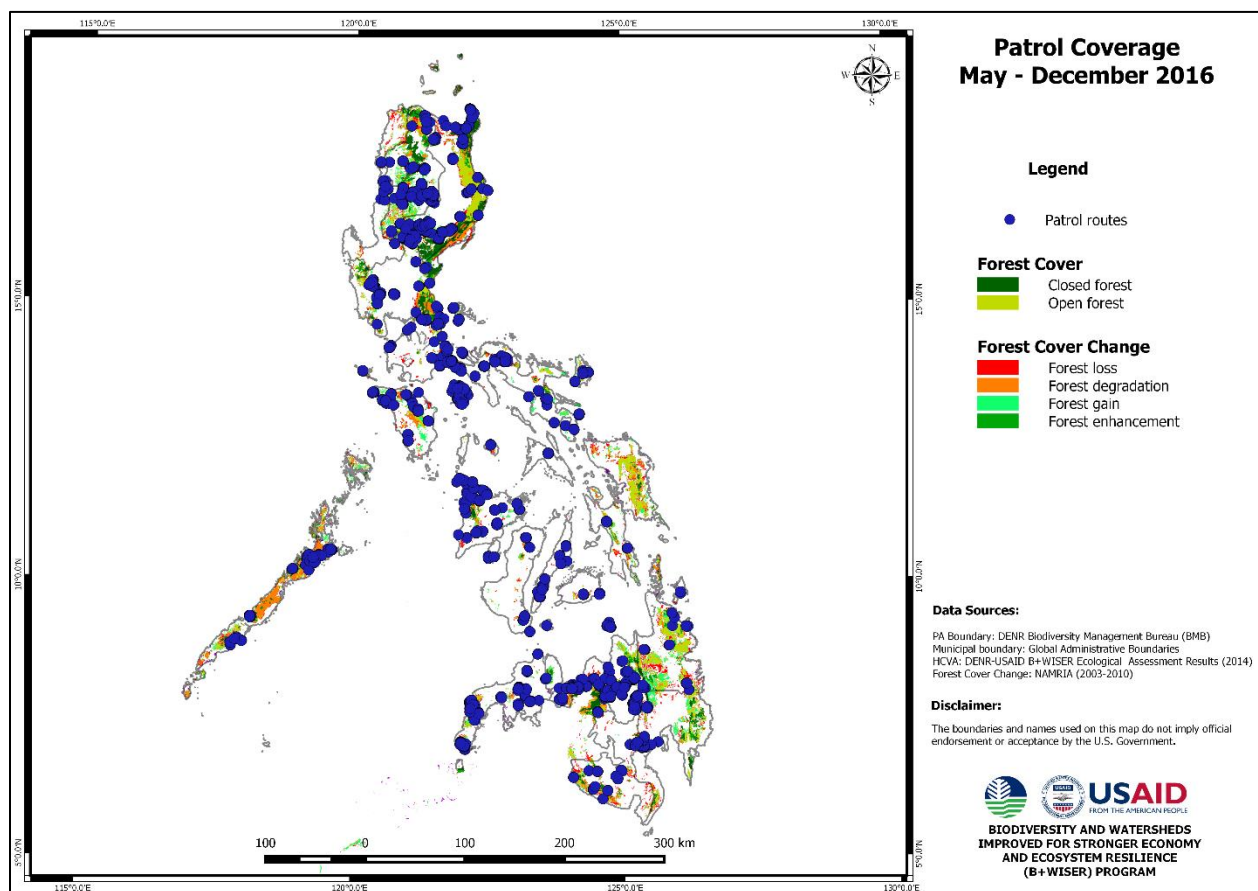 115°0.0'E
120°0.0'E
125°0.0'E
130°0.0'E
N
W
E
S
15°0.0'N
15°0.0'N
10°0.0'N
10°0.0'N
5°0.0'N
5°0.0'N
100
0
100
200
300 km
115°0.0'E
120°0.0'E
125°0.0'E
130°0.0'E
Patrol Coverage
May - December 2016
Legend
Patrol routes
Forest Cover
Closed forest
Open forest
Forest Cover Change
Forest loss
Forest degradation
Forest gain
Forest enhancement
Data Sources:
PA Boundary: DENR Biodiversity Management Bureau (BMB)
Municipal boundary: Global Administrative Boundaries
HCVA: DENR-USAID B+WISER Ecological Assessment Results (2014)
Forest Cover Change: NAMRIA (2003-2010)
Disclaimer:
The boundaries and names used on this map do not imply official
endorsement or acceptance by the U.S. Government.
USAID
USAID
FROM THE AMERICAN PEOPLE
BIODIVERSITY AND WATERSHEDS
IMPROVED FOR STRONGER ECONOMY
AND ECOSYSTEM RESILIENCE
(B+WISER) PROGRAM